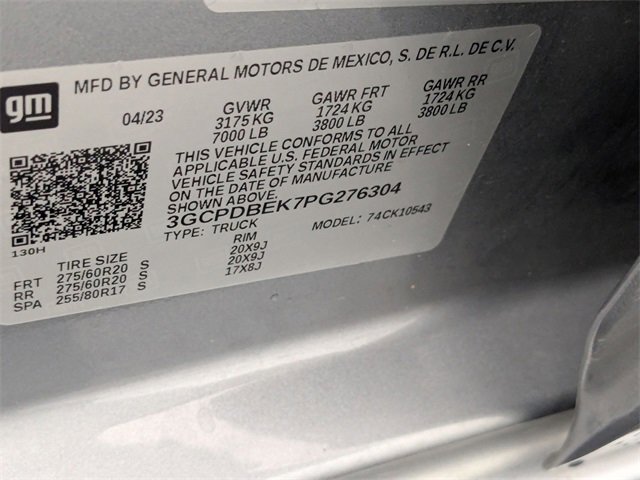 gm
MFD BY GENERAL MOTORS DE MEXICO, S. DE R.L. DE C.V.
04/23 GVWR GAWR FRT GAWR RR
3175 KG 1724 KG 1724 KG
7000 LB 3800 LB 3800 LB
THIS VEHICLE CONFORMS TO ALL
APPLICABLE U.S. FEDERAL MOTOR
VEHICLE SAFETY STANDARDS IN EFFECT
ON THE DATE OF MANUFACTURE
SHOWN ABOVE.
3GCPDBEK7PG276304
TYPE: TRUCK MODEL: 74CK10543
130H
TIRE SIZE RIM
FRT 275/60R20 S 20X9J
RR 275/60R20 S 20X9J
SPA 255/80R17 S 17X8J